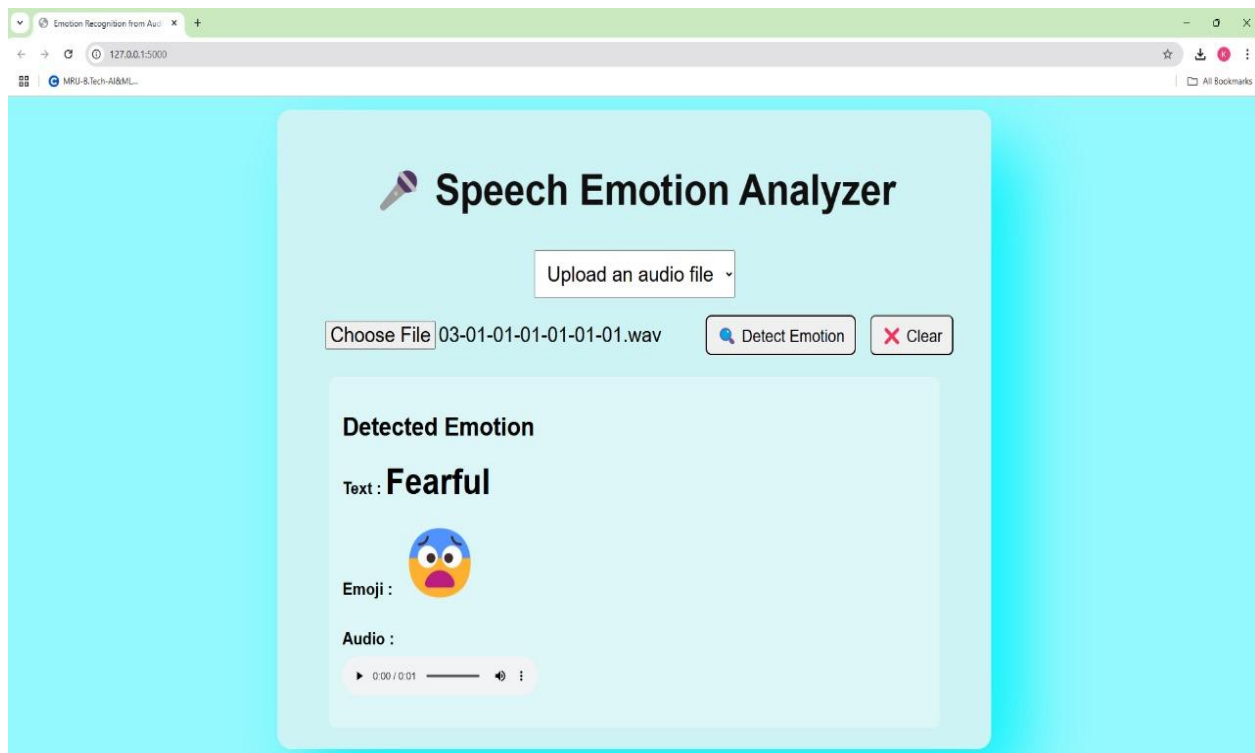 Emotion Recognition from Aud
127.0.0.1:5000
K
MRU-B.Tech-AI&ML...
All Bookmarks
Speech Emotion Analyzer
Upload an audio file
Choose File 03-01-01-01-01-01-01.wav Detect Emotion Clear
Detected Emotion
Text : Fearful
Emoji :
Audio :
0:00 / 0:01